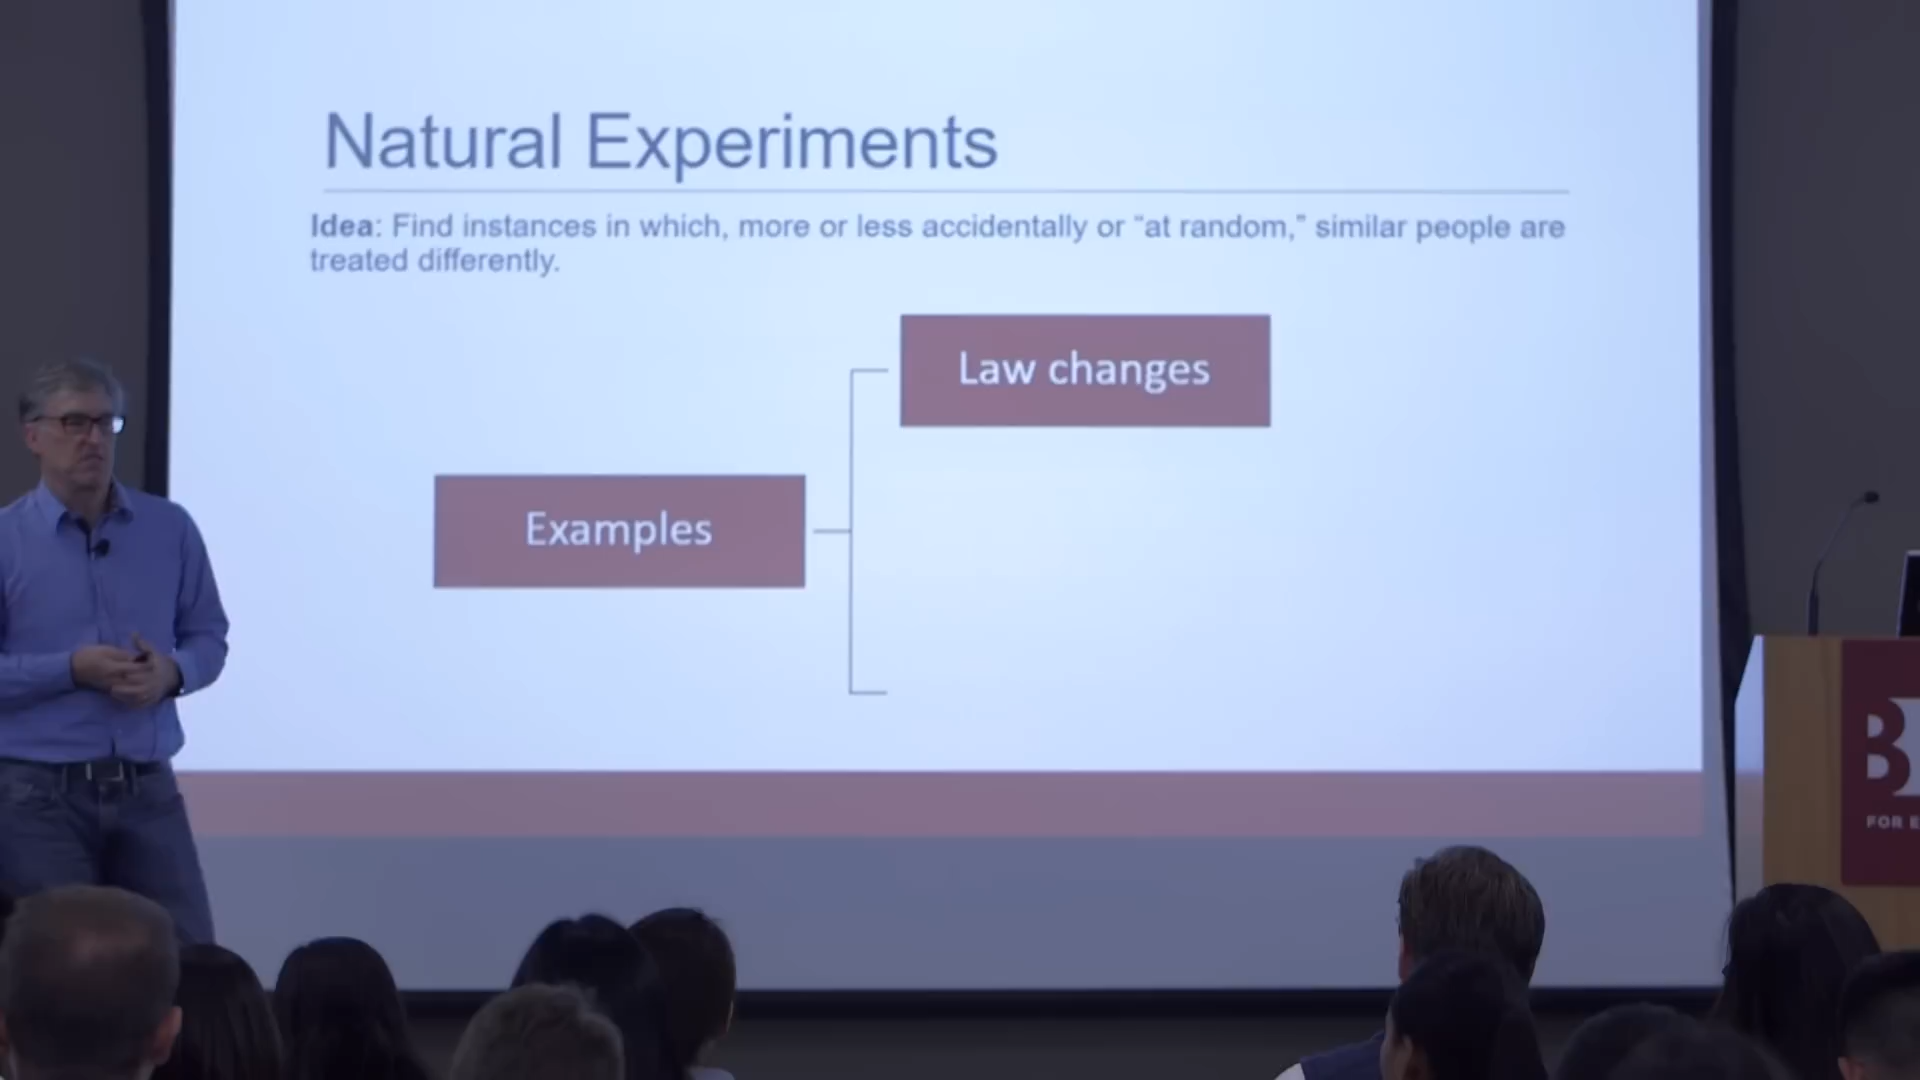 Natural Experiments
Idea: Find instances in which, more or less accidentally or “at random,” similar people are
treated differently.
Law changes
Examples
FOR